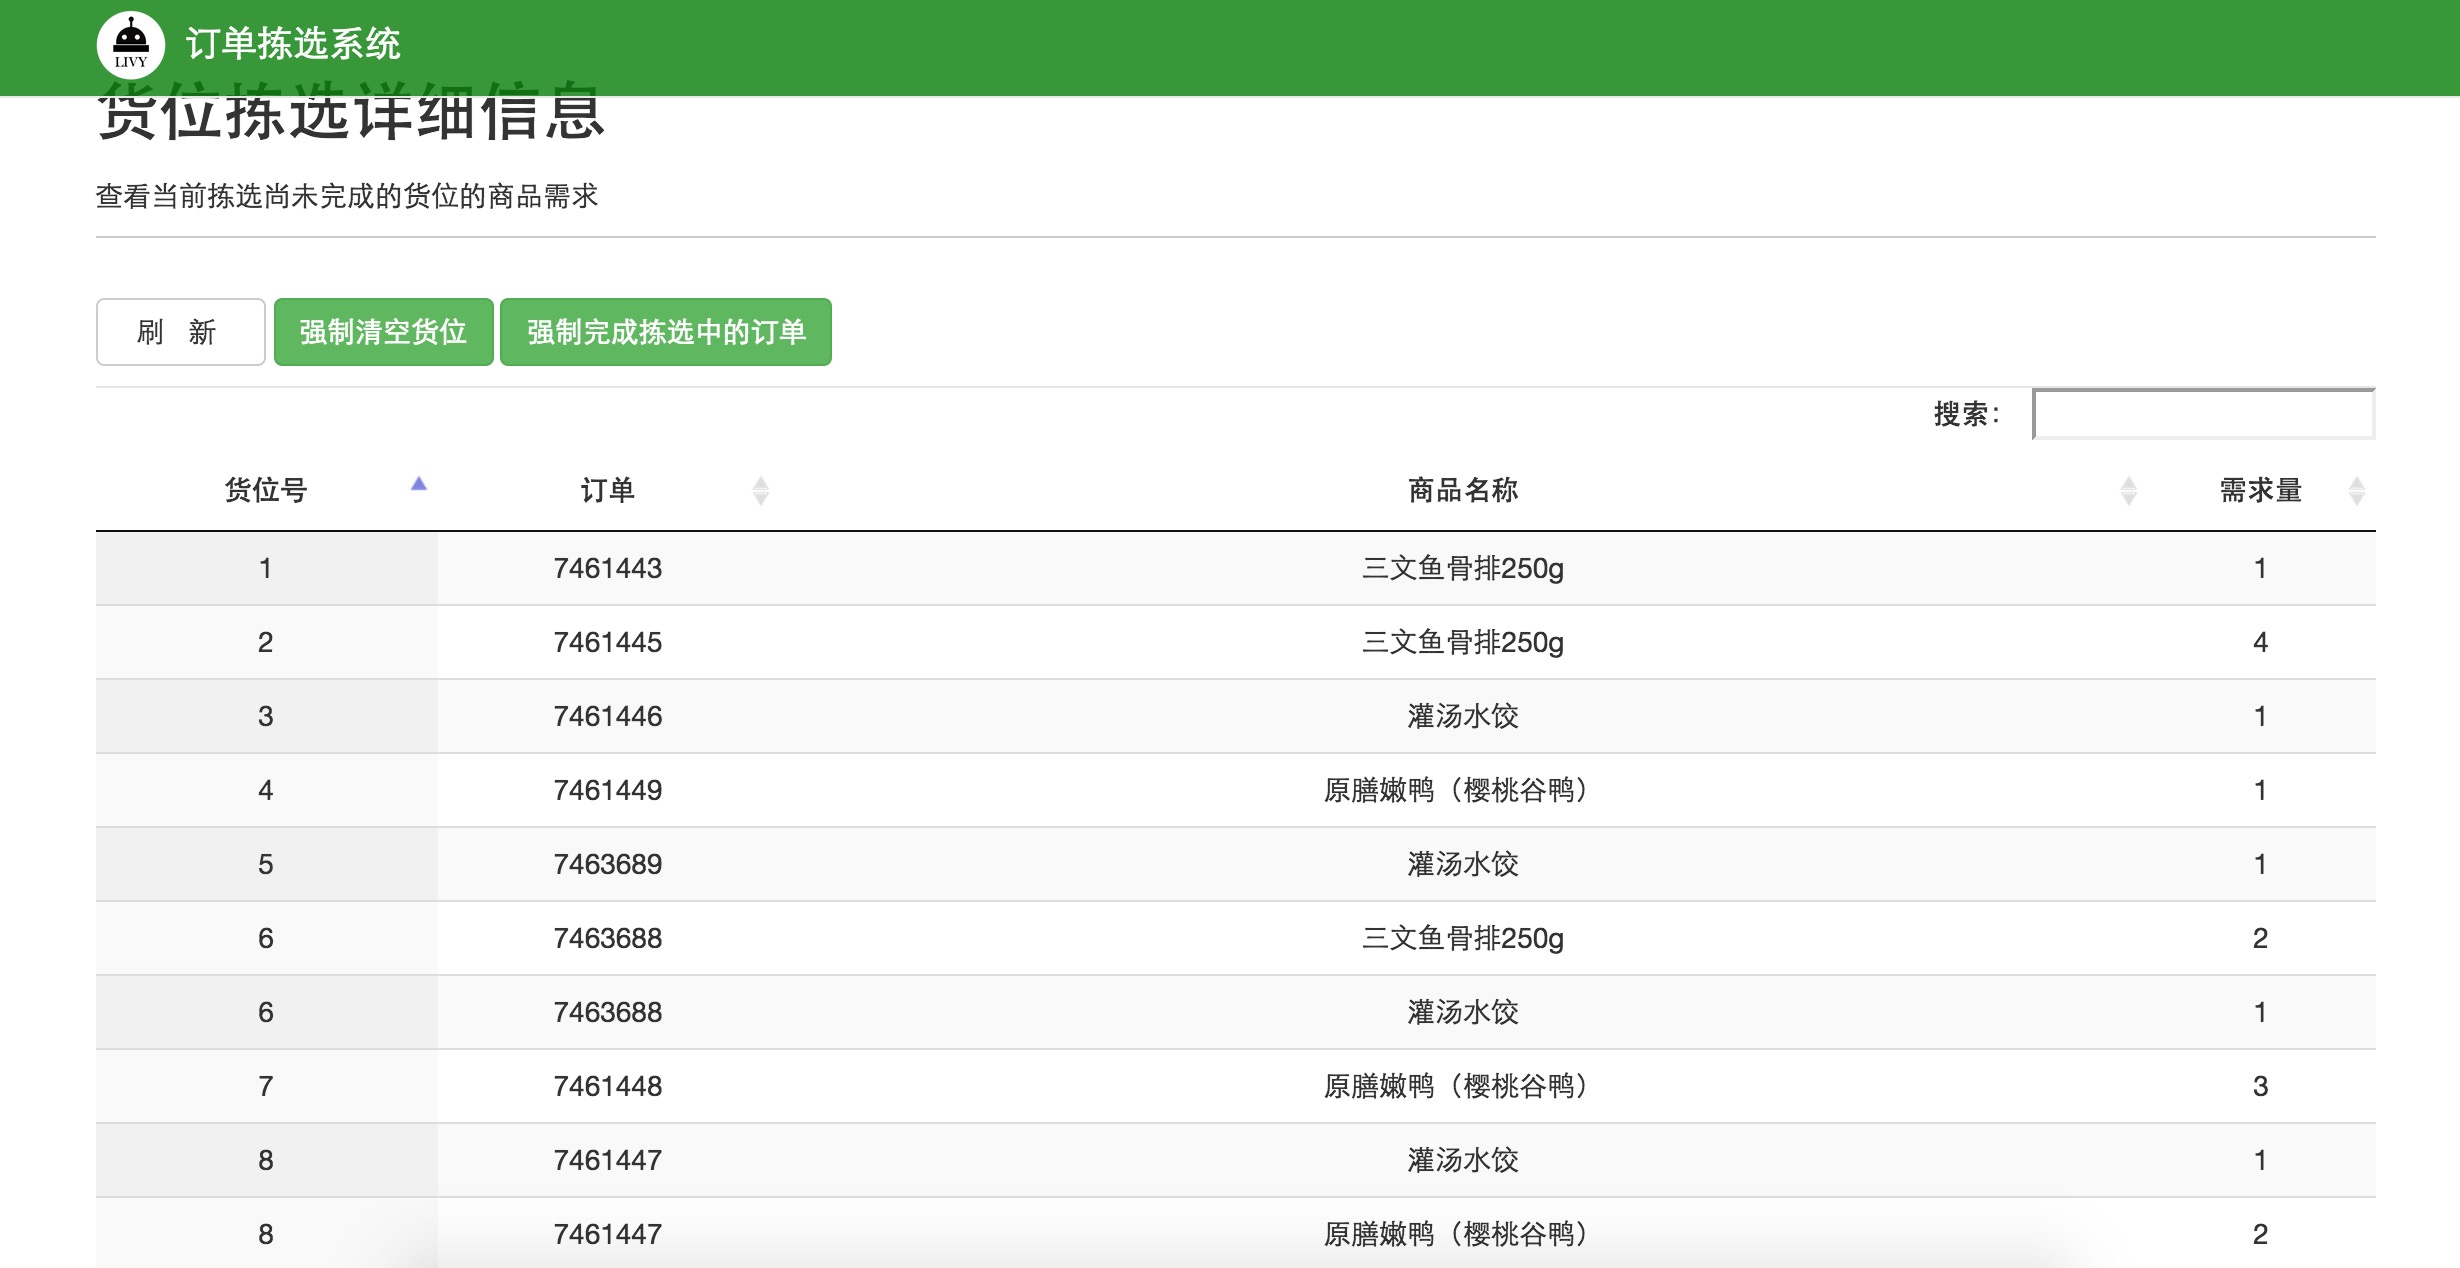 LIVY 订单拣选系统
货位拣选详细信息
查看当前拣选尚未完成的货位的商品需求
刷 新 强制清空货位 强制完成拣选中的订单
搜索：
货位号 订单 商品名称 需求量
1 7461443 三文鱼骨排250g 1
2 7461445 三文鱼骨排250g 4
3 7461446 灌汤水饺 1
4 7461449 原膳嫩鸭（樱桃谷鸭） 1
5 7463689 灌汤水饺 1
6 7463688 三文鱼骨排250g 2
6 7463688 灌汤水饺 1
7 7461448 原膳嫩鸭（樱桃谷鸭） 3
8 7461447 灌汤水饺 1
8 7461447 原膳嫩鸭（樱桃谷鸭） 2